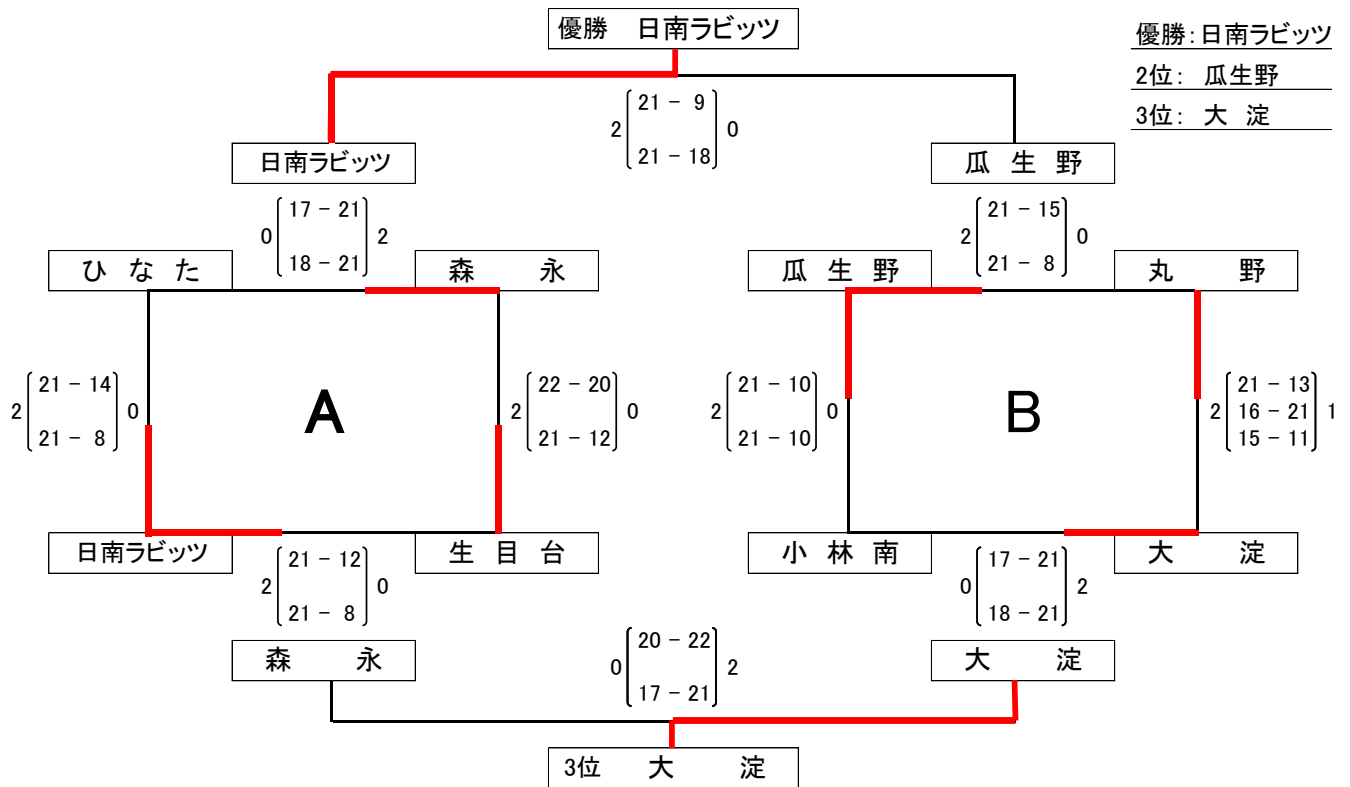 優勝 日南ラビッツ
優勝：日南ラビッツ
2位： 瓜生野
3位： 大 淀
2 21 － 9 0
21 － 18
日南ラビッツ
瓜 生 野
0 17 － 21 2
18 － 21
2 21 － 15 0
21 － 8
ひ な た
森 永
瓜 生 野
丸 野
2 21 － 14 0
21 － 8
A
2 22 － 20 0
21 － 12
2 21 － 10 0
21 － 10
B
2 21 － 13 1
16 － 21
15 － 11
日南ラビッツ
生 目 台
小 林 南
大 淀
2 21 － 12 0
21 － 8
0 17 － 21 2
18 － 21
森 永
大 淀
0 20 － 22 2
17 － 21
3位 大 淀